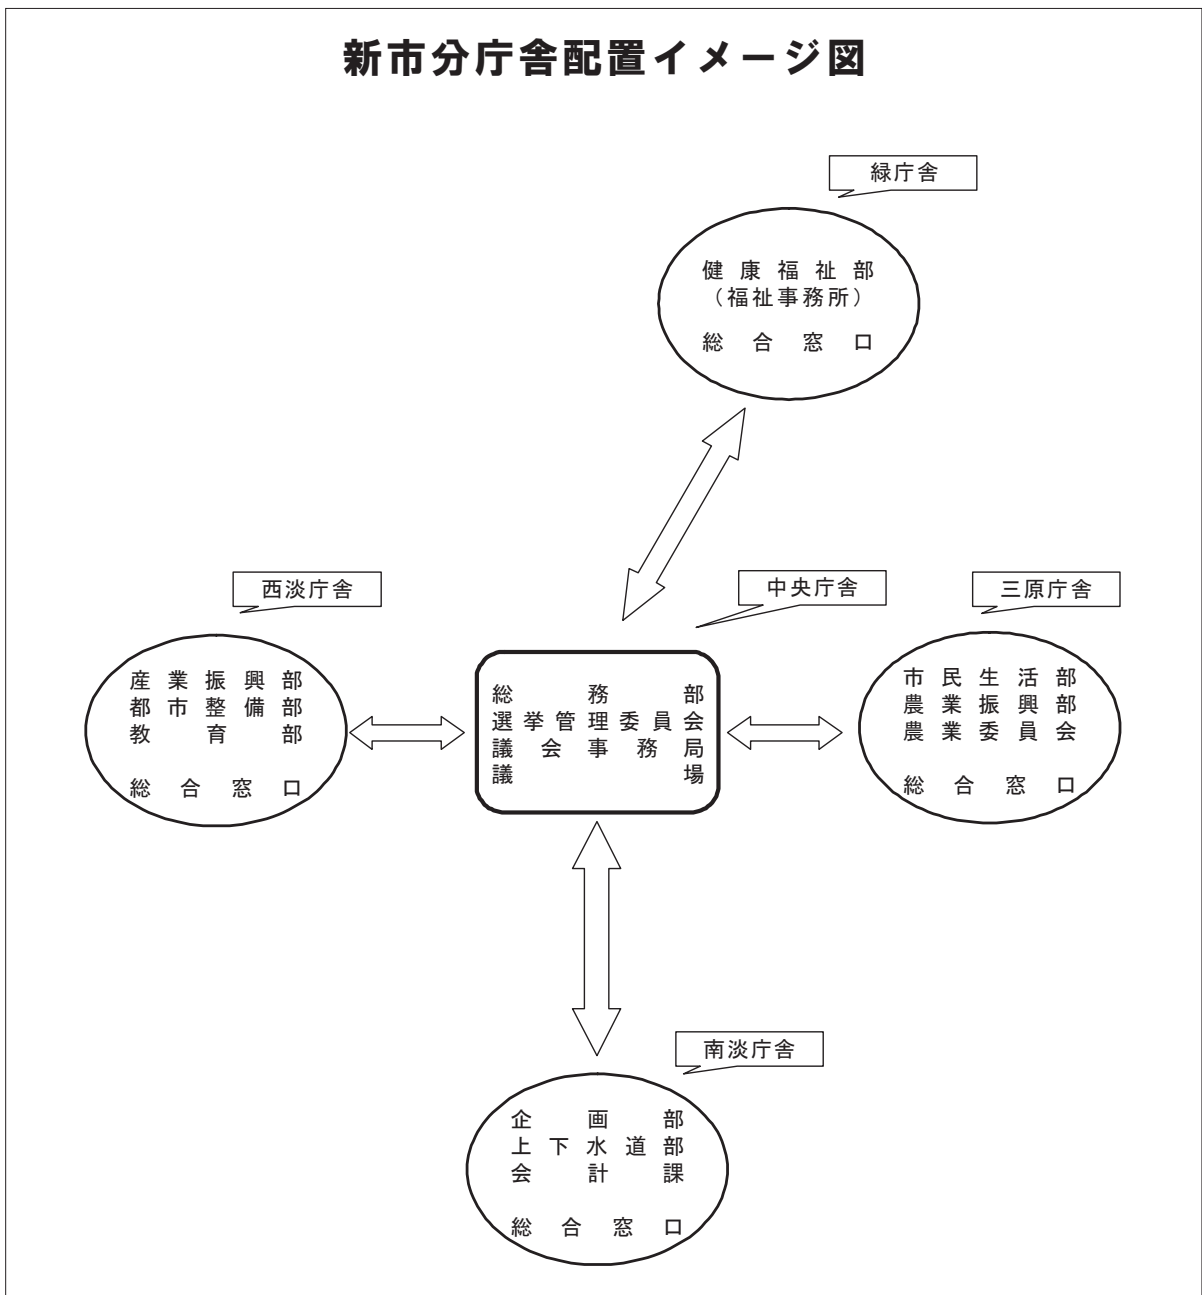 新市分庁舎配置イメージ図
緑庁舎
健康福祉部
（福祉事務所）
総合窓口
西淡庁舎
産業振興部
都市整備部
教育部
総合窓口
中央庁舎
総務部
選挙管理委員会
議会事務局
議場
三原庁舎
市民生活部
農業振興部
農業委員会
総合窓口
南淡庁舎
企画部
上下水道部
会計課
総合窓口